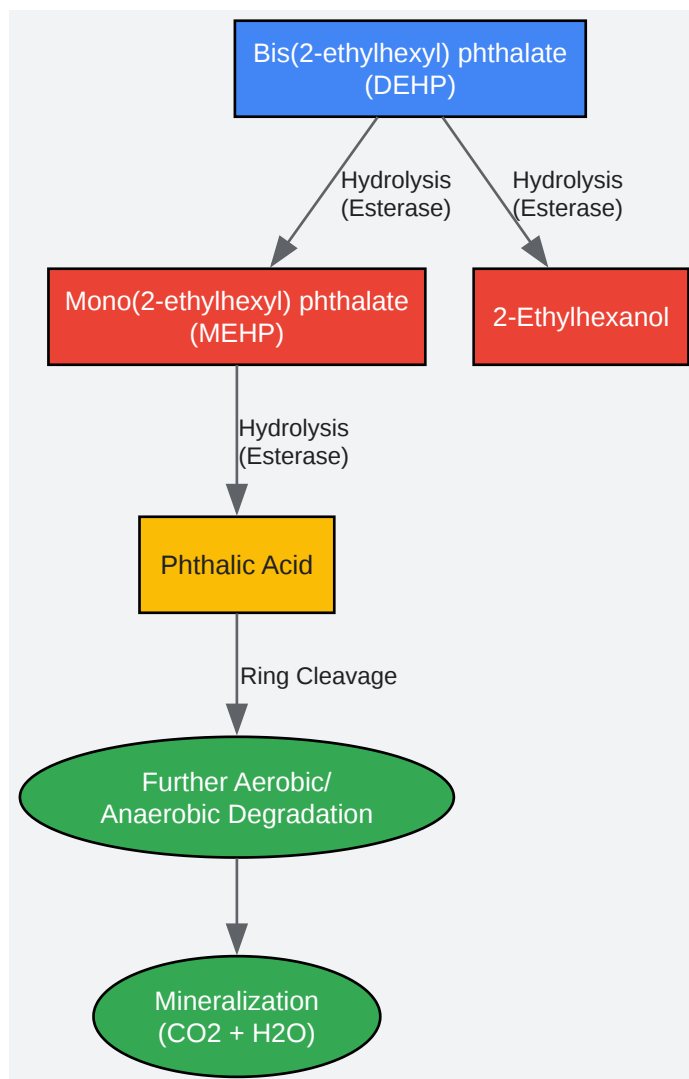 Bis(2-ethylhexyl) phthalate
(DEHP)
Hydrolysis
(Esterase)
Hydrolysis
(Esterase)
Mono(2-ethylhexyl) phthalate
(MEHP)
2-Ethylhexanol
Hydrolysis
(Esterase)
Phthalic Acid
Ring Cleavage
Further Aerobic/
Anaerobic Degradation
Mineralization
(CO2 + H2O)